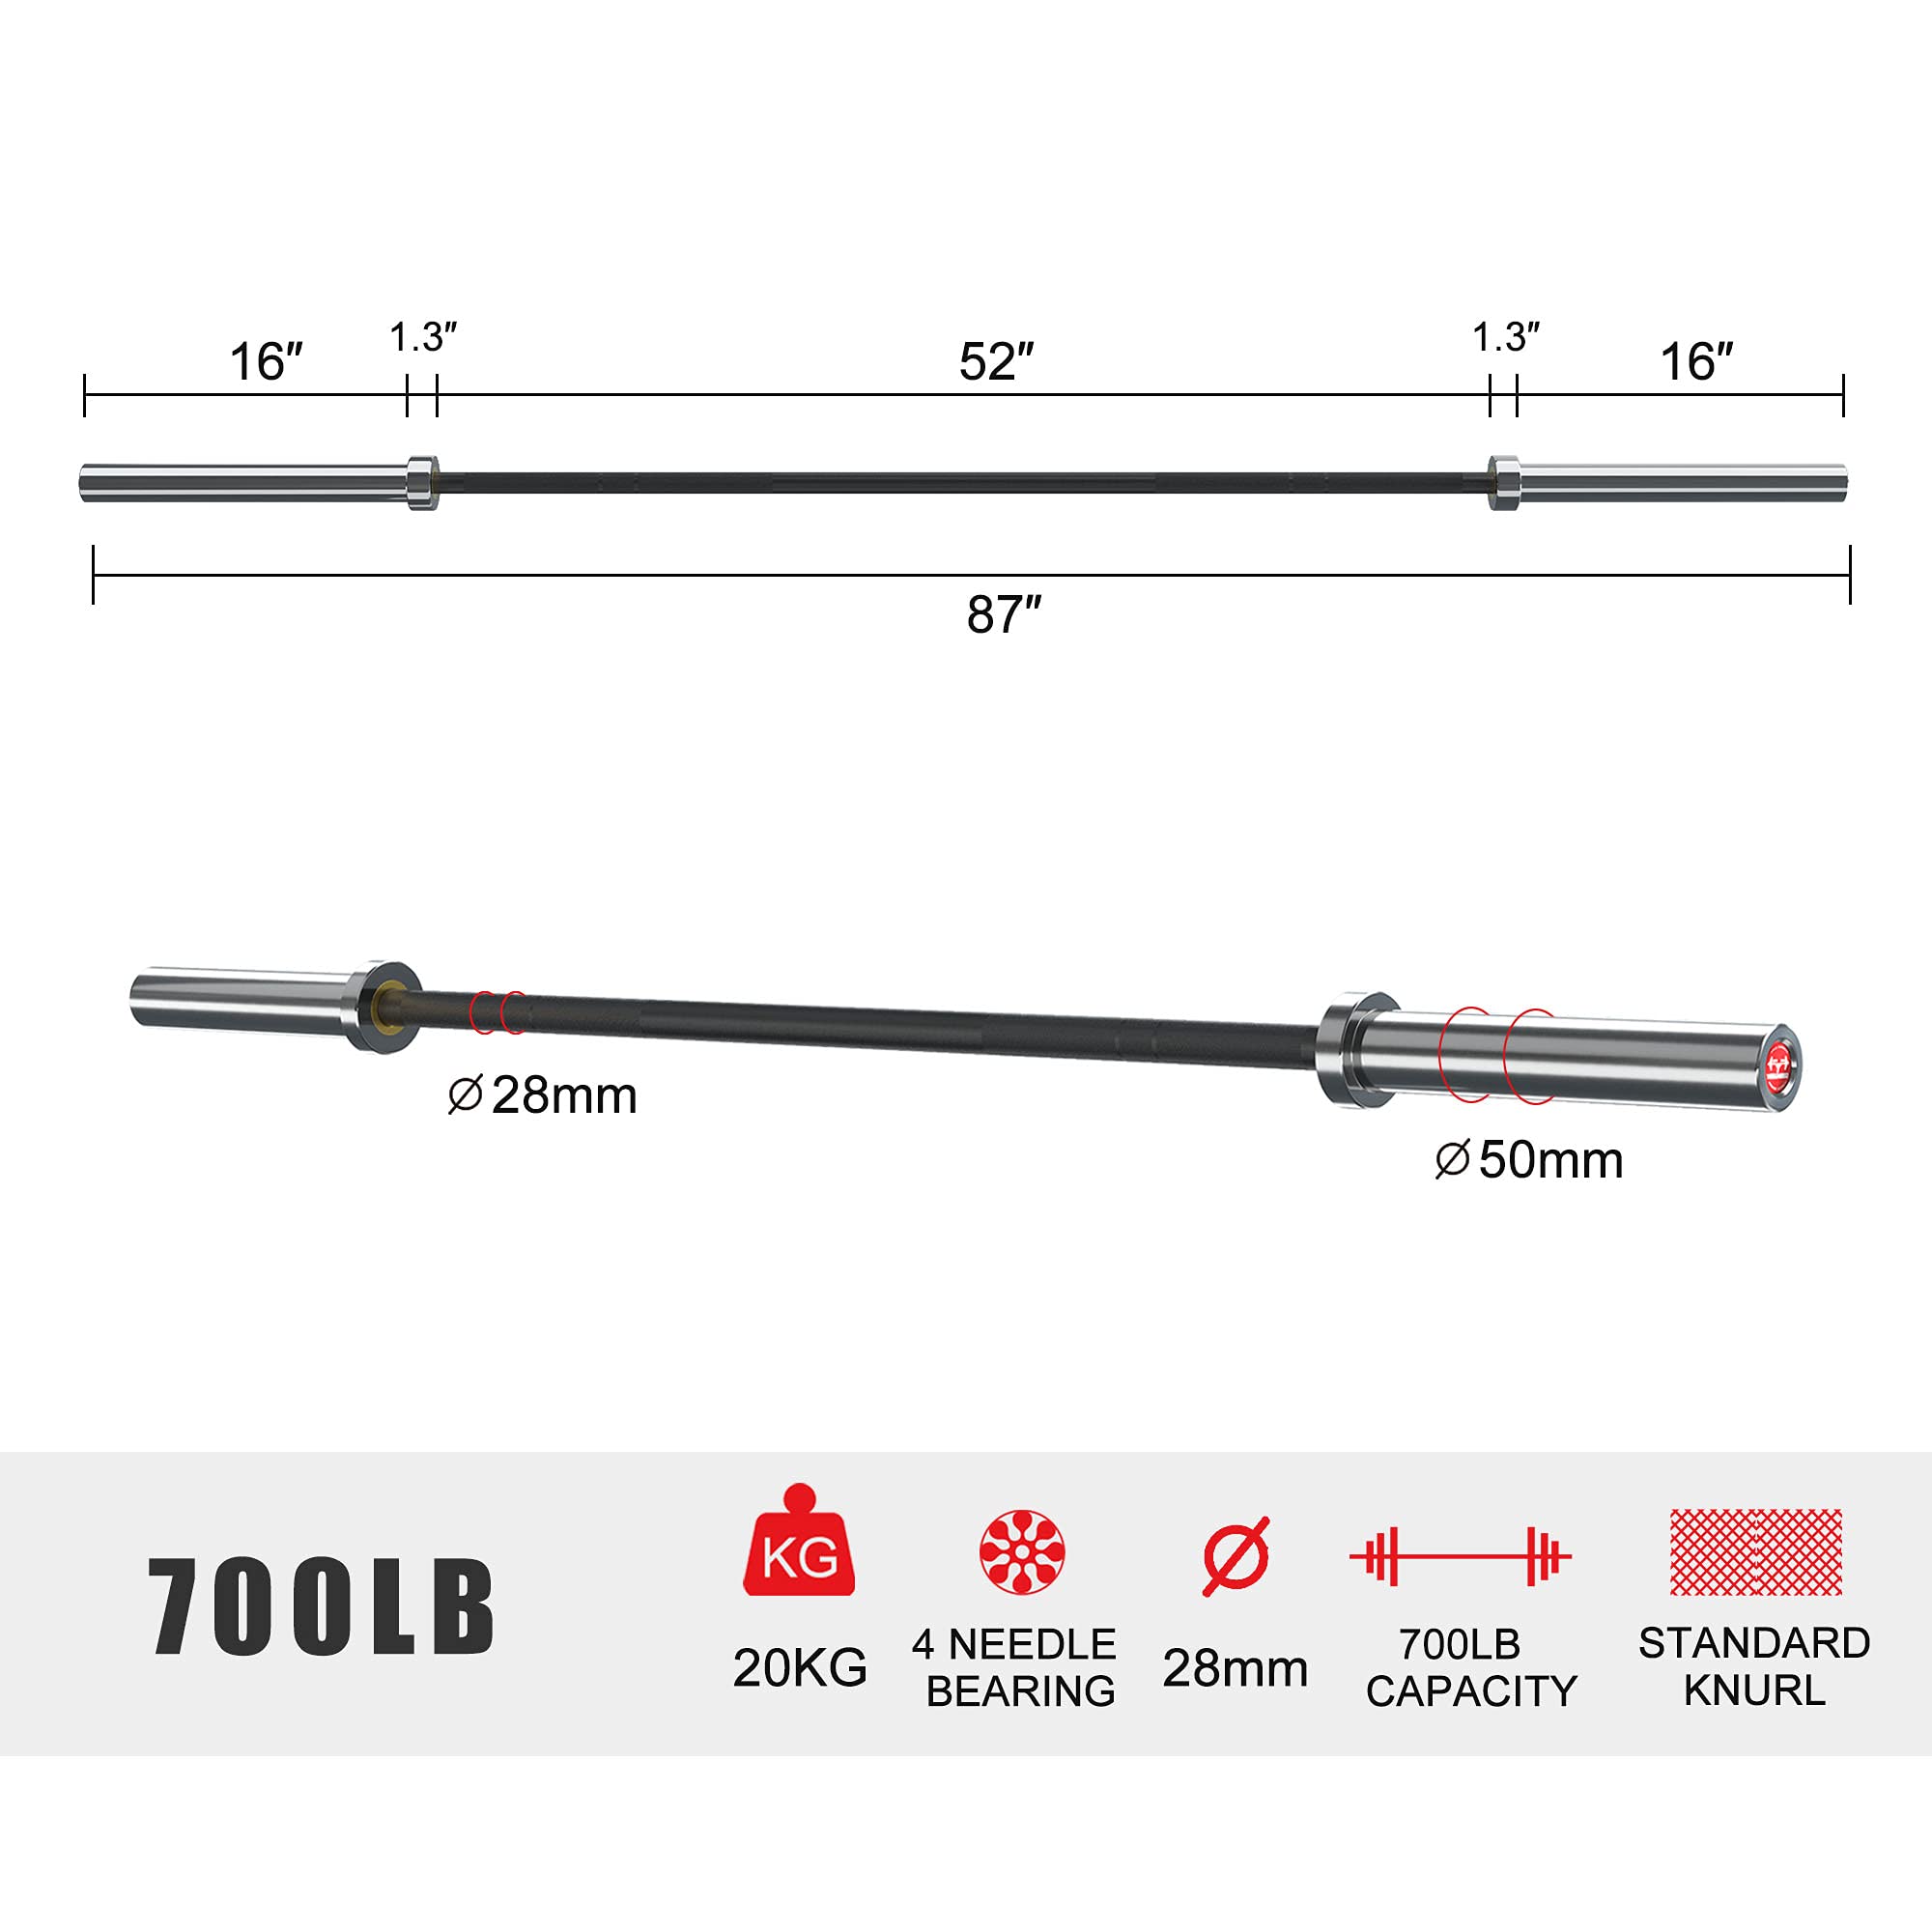 16″
1.3″
52″
1.3″
16″
87″
∅28mm
∅50mm
700LB
KG
20KG
4 NEEDLE
BEARING
28mm
700LB
CAPACITY
STANDARD
KNURL